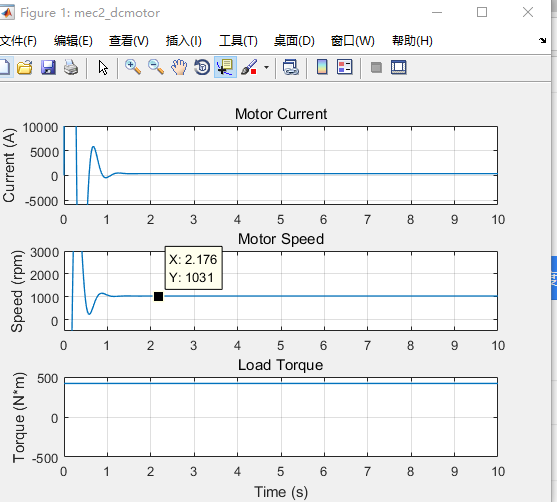 Figure 1: mec2_dcmotor
文件(F) 编辑(E) 查看(V) 插入(I) 工具(T) 桌面(D) 窗口(W) 帮助(H)
Motor Current
Current (A)
10000
5000
0
-5000
0 1 2 3 4 5 6 7 8 9 10
Motor Speed
Speed (rpm)
3000
2000
1000
0
X: 2.176
Y: 1031
0 1 2 3 4 5 6 7 8 9 10
Load Torque
Torque (N*m)
500
0
-500
0 1 2 3 4 5 6 7 8 9 10
Time (s)